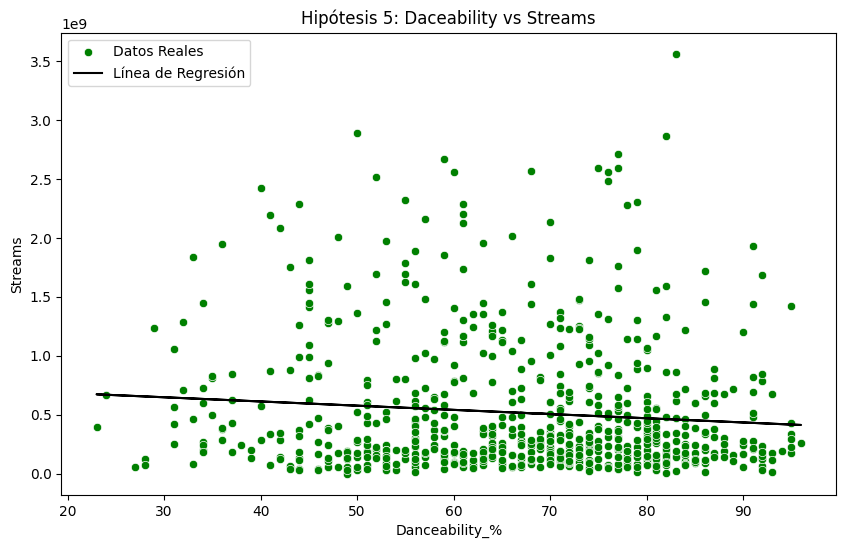 Hipótesis 5: Daceability vs Streams
1e9
Datos Reales
Línea de Regresión
3.5
3.0
2.5
2.0
1.5
1.0
0.5
0.0
Streams
20 30 40 50 60 70 80 90
Danceability_%